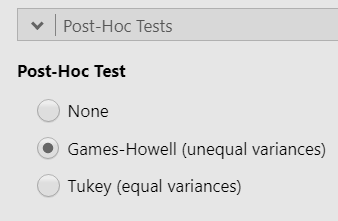 Post-Hoc Tests
Post-Hoc Test
None
Games-Howell (unequal variances)
Tukey (equal variances)